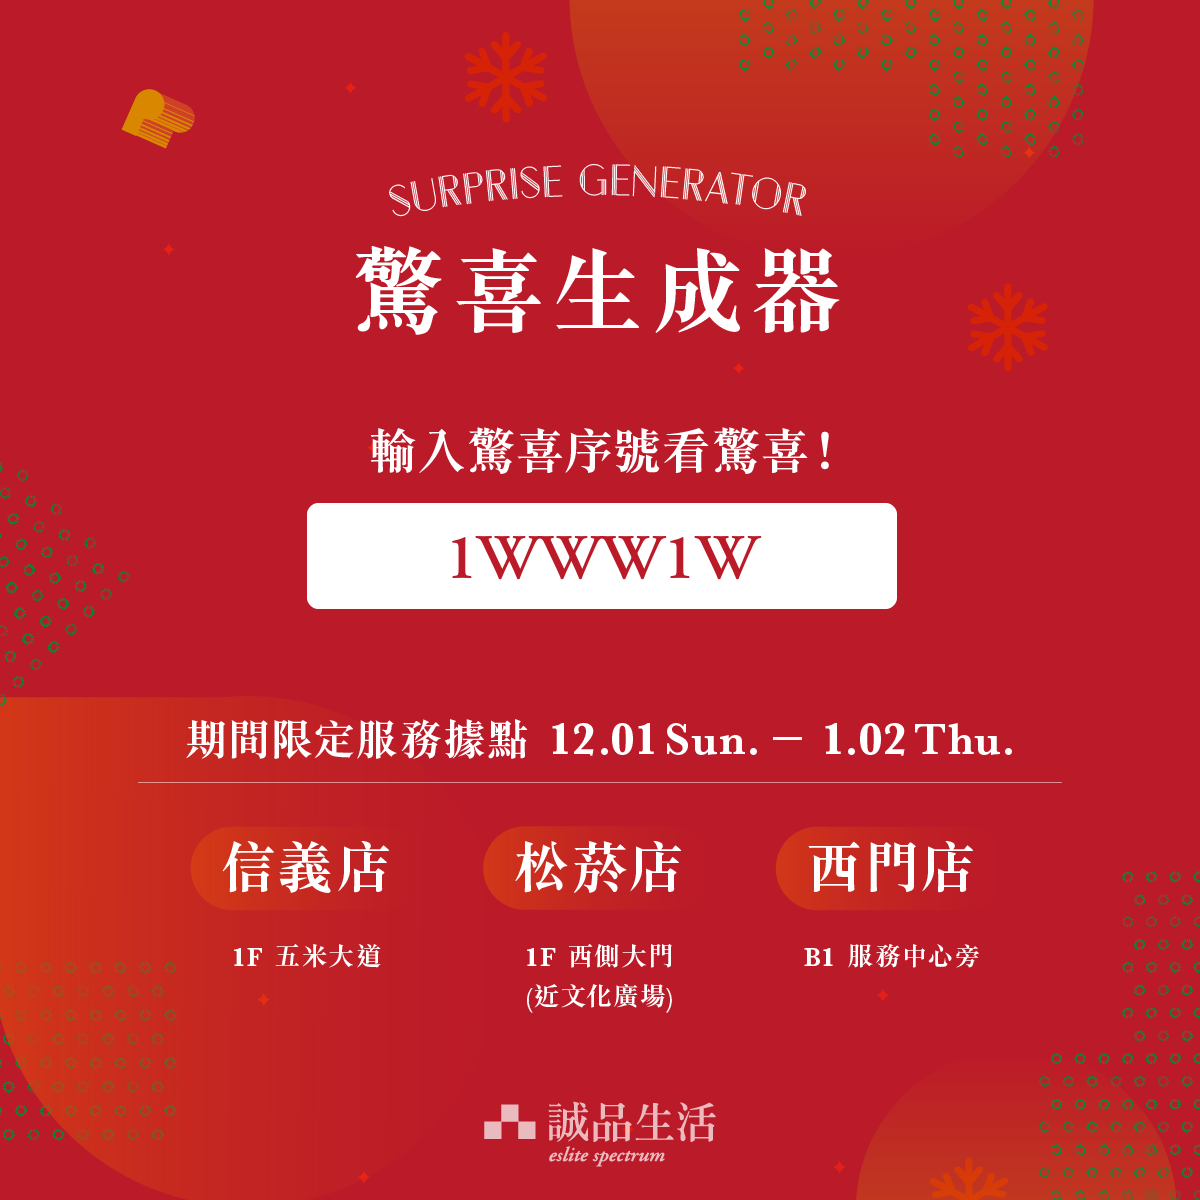 SURPRISE GENERATOR
驚喜生成器
輸入驚喜序號看驚喜！
1WWW1W
期間限定服務據點 12.01 Sun. － 1.02 Thu.
信義店
1F 五米大道
松菸店
1F 西側大門
(近文化廣場)
西門店
B1 服務中心旁
誠品生活
eslite spectrum